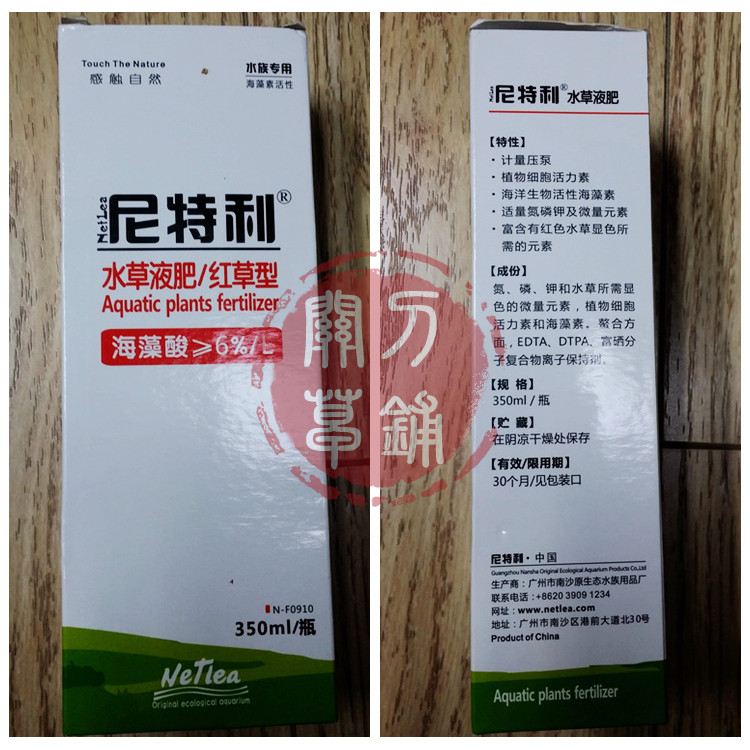 Touch The Nature
感触自然
水族专用
海藻素活性
NetLea
尼特利®
水草液肥/红草型
Aquatic plants fertilizer
海藻酸≥6%/L
N-F0910
350ml/瓶
NeTlea
Original ecological aquarium
尼特利® 水草液肥
【特性】
· 计量压泵
· 植物细胞活力素
· 海洋生物活性海藻素
· 适量氮磷钾及微量元素
· 富含有红色水草显色所
需的元素
【成份】
氮、磷、钾和水草所需显
色的微量元素，植物细胞
活力素和海藻素。螯合方
面，EDTA、DTPA、富硒分
子复合物离子保持剂。
【规 格】
350ml / 瓶
【贮 藏】
在阴凉干燥处保存
【有效/限用期】
30个月/见包装口
尼特利 · 中国
Guangzhou Nansha Original Ecological Aquarium Products Co.,Ltd
生产商：广州市南沙原生态水族用品厂
联系电话：+8620 3909 1234
网址：www.netlea.com
地址：广州市南沙区港前大道北30号
Product of China
Aquatic plants fertilizer
關刀
草鋪